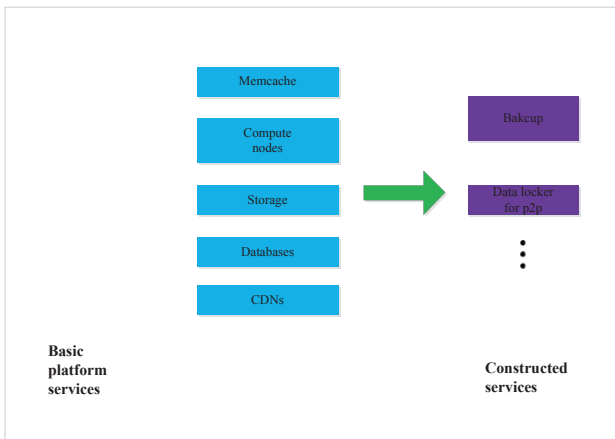 Memcache
Compute
nodes
Storage
Databases
CDNs
Bakcup
Data locker
for p2p
Basic
platform
services
Constructed
services